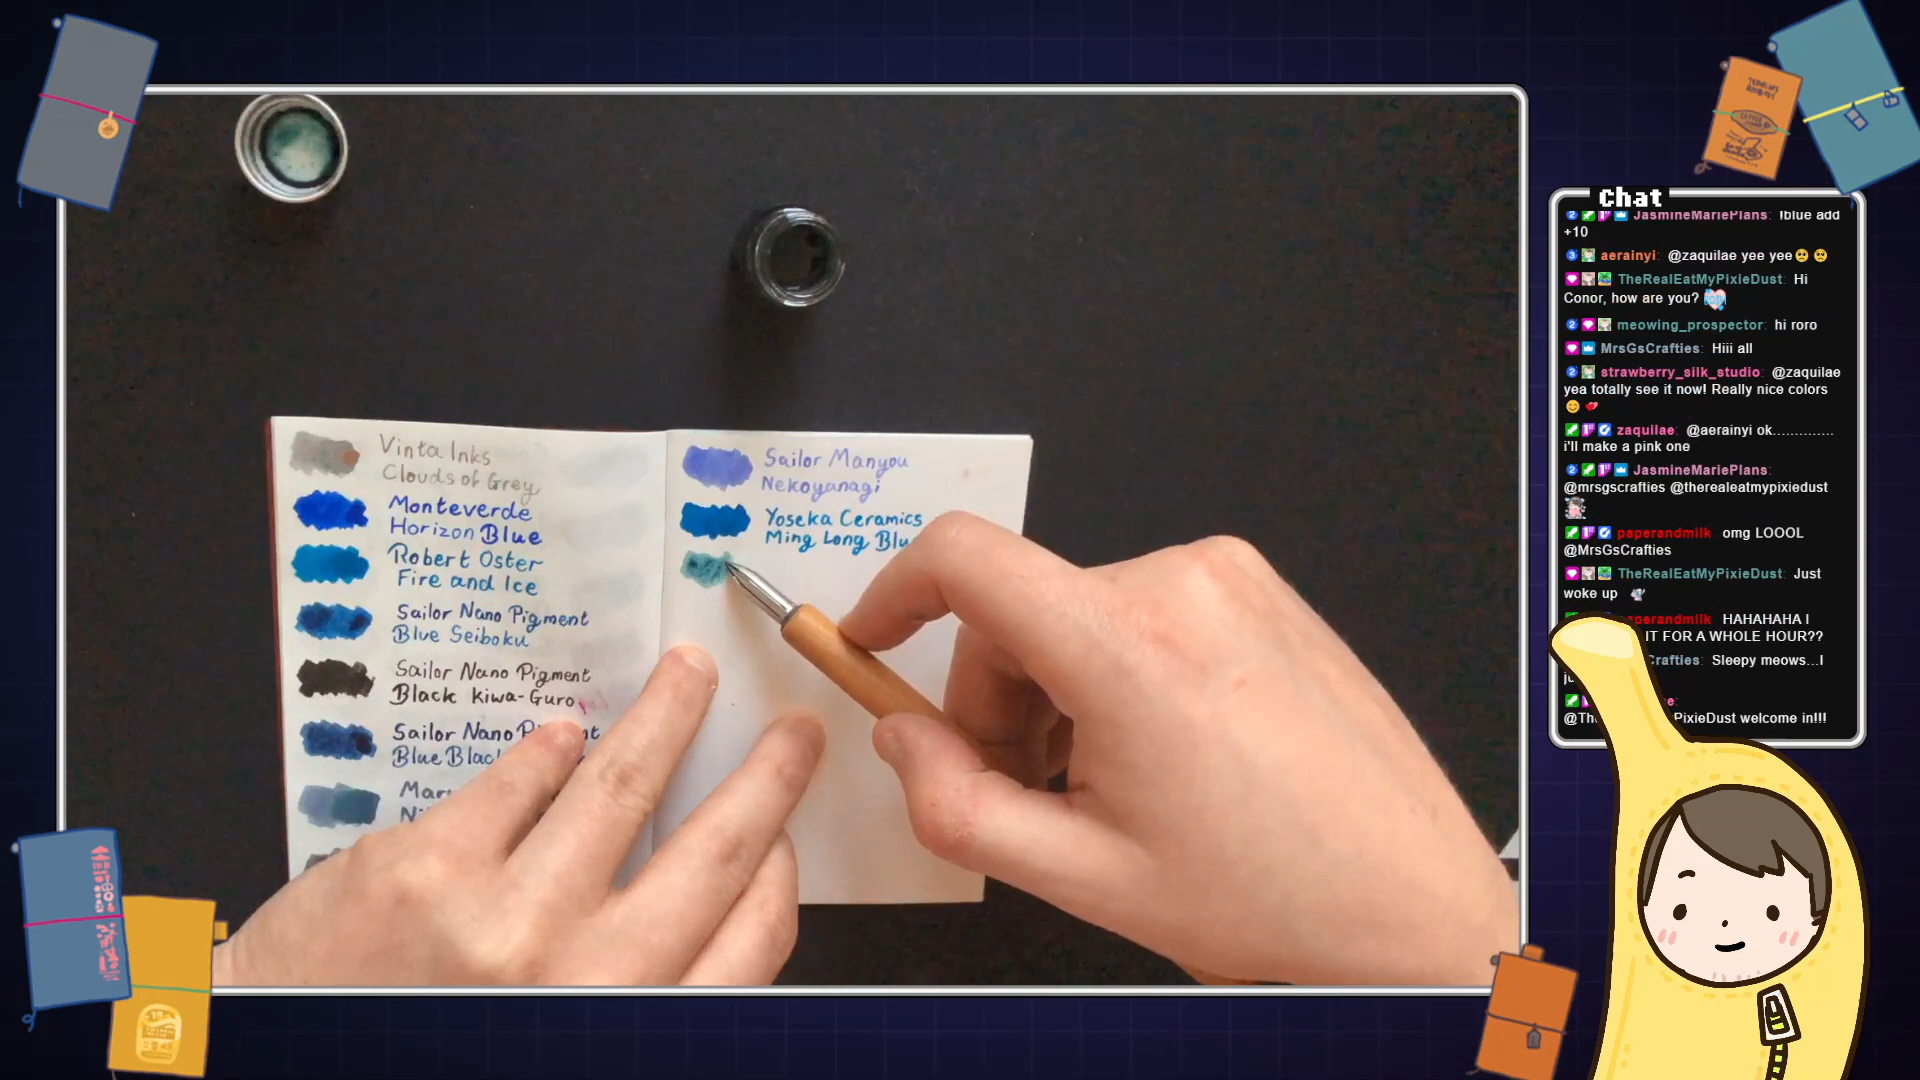 Vinta Inks
Clouds of Grey
Monteverde
Horizon Blue
Robert Oster
Fire and Ice
Sailor Nano Pigment
Blue Seiboku
Sailor Nano Pigment
Black Kiwa-Guro
Sailor Nano
Blue
Sailor Manyou
Nekoyanagi
Yoseka Ceramics
Ming Long
chat
JasmineMariePlans: !blue add
+10
aerainyi: @zaquilae yee yee🥺 🥺
TheRealEatMyPixieDust: Hi
Conor, how are you?
meowing_prospector: hi roro
MrsGsCrafties: Hiii all
strawberry_silk_studio: @zaquilae
yea totally see it now! Really nice colors
😊 💕
zaquilae: @aerainyi ok..............
i'll make a pink one
JasmineMariePlans:
@mrsgscrafties @therealeatmypixiedust
paperandmilk omg LOOOL
@MrsGsCrafties
TheRealEatMyPixieDust: Just
woke up
HAHAHAHA I
IT FOR A WHOLE HOUR??
Sleepy meows...I
PixieDust welcome in!!!